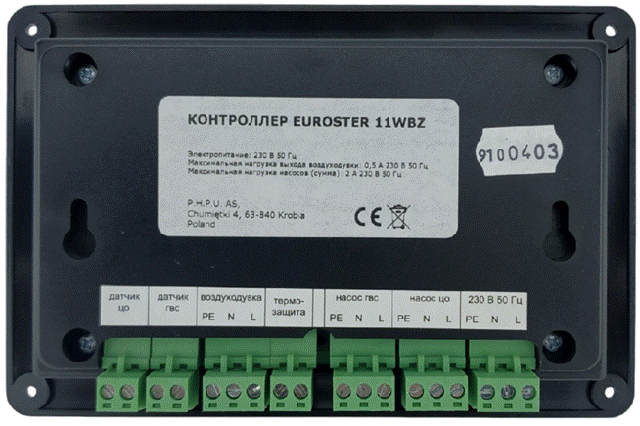 КОНТРОЛЛЕР EUROSTER 11WBZ
9100403
Электропитание: 230 В 50 Гц
Максимальная нагрузка выхода воздуходувки: 0,5 А 230 В 50 Гц
Максимальная нагрузка насосов (сумма): 2 А 230 В 50 Гц
P.H.P.U. AS,
Chumiętki 4, 63-840 Krobia
Poland
CE
датчик цо
датчик гвс
воздуходувка
PE N L
термо-
защита
насос гвс
PE N L
насос цо
PE N L
230 В 50 Гц
PE N L